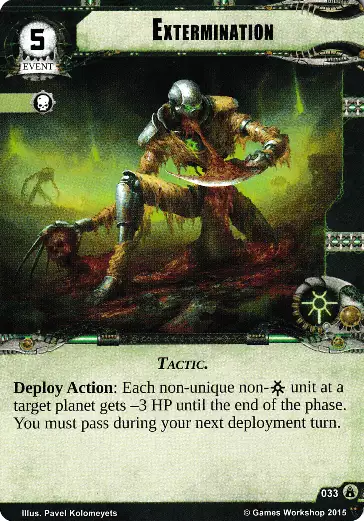 5
EVENT
EXTERMINATION
TACTIC.
Deploy Action: Each non-unique non- unit at a
target planet gets –3 HP until the end of the phase.
You must pass during your next deployment turn.
033
Illus. Pavel Kolomeyets
© Games Workshop 2015